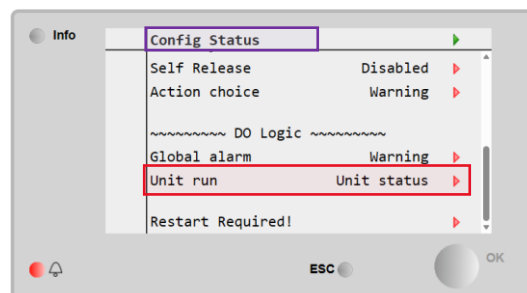 Info
Config Status
Self Release Disabled
Action choice Warning
~~~~~~~~~ DO Logic ~~~~~~~~~
Global alarm Warning
Unit run Unit status
Restart Required!
ESC
OK